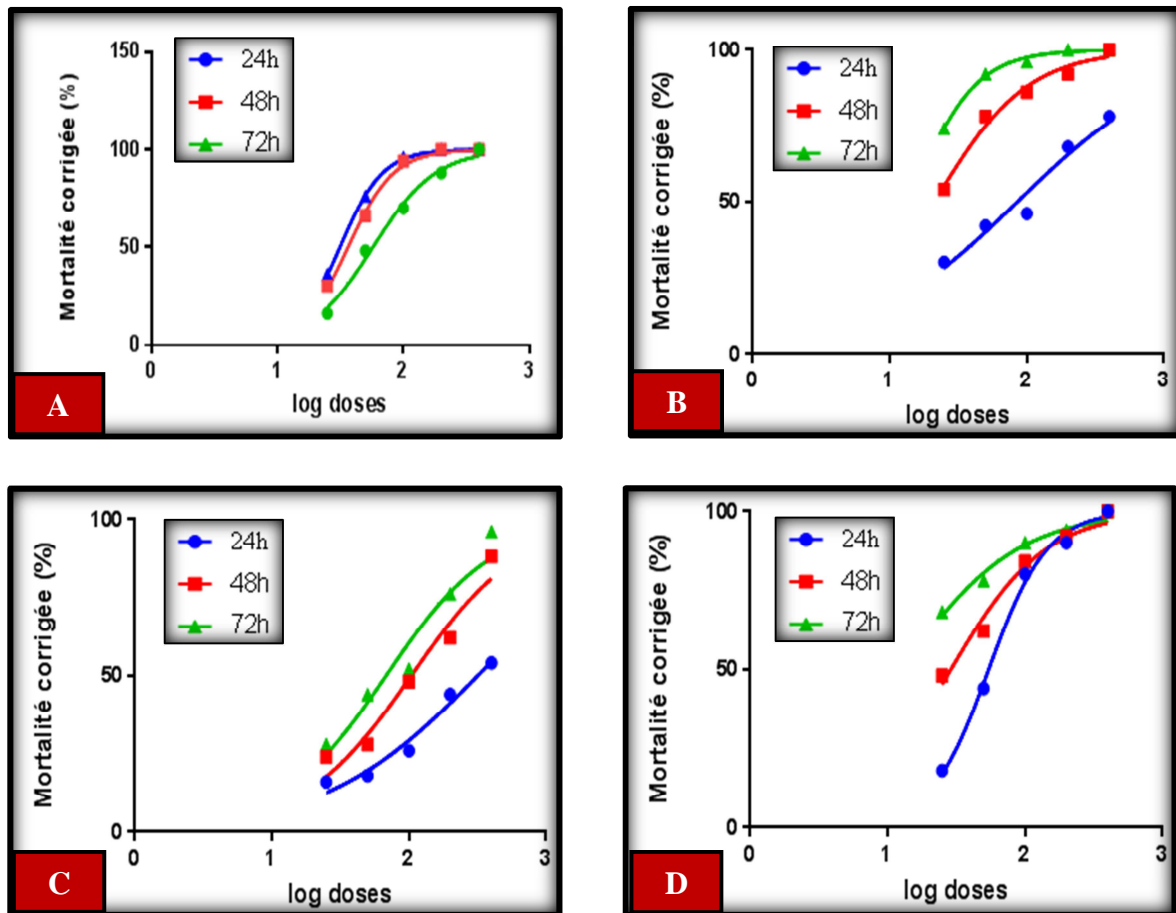 150
100
50
0
0
1
2
3
Mortalité corrigée (%)
log doses
24h
48h
72h
A
100
50
0
0
1
2
3
Mortalité corrigée (%)
log doses
24h
48h
72h
B
100
50
0
0
1
2
3
Mortalité corrigée (%)
log doses
24h
48h
72h
C
100
50
0
0
1
2
3
Mortalité corrigée (%)
log doses
24h
48h
72h
D